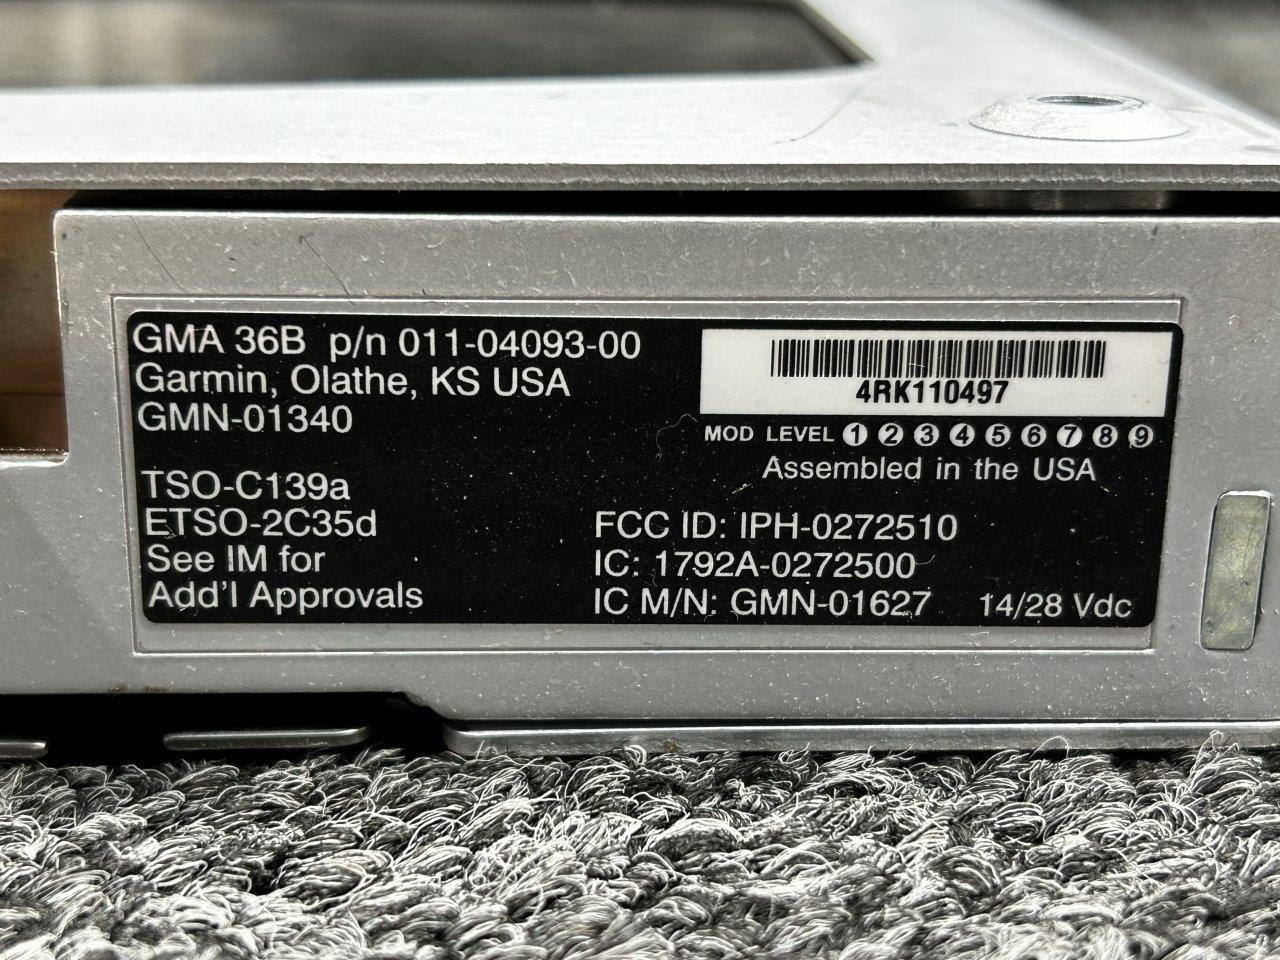 GMA 36B p/n 011-04093-00
Garmin, Olathe, KS USA
GMN-01340
TSO-C139a
ETSO-2C35d
See IM for
Add'l Approvals
4RK110497
MOD LEVEL 1 2 3 4 5 6 7 8 9
Assembled in the USA
FCC ID: IPH-0272510
IC: 1792A-0272500
IC M/N: GMN-01627 14/28 Vdc